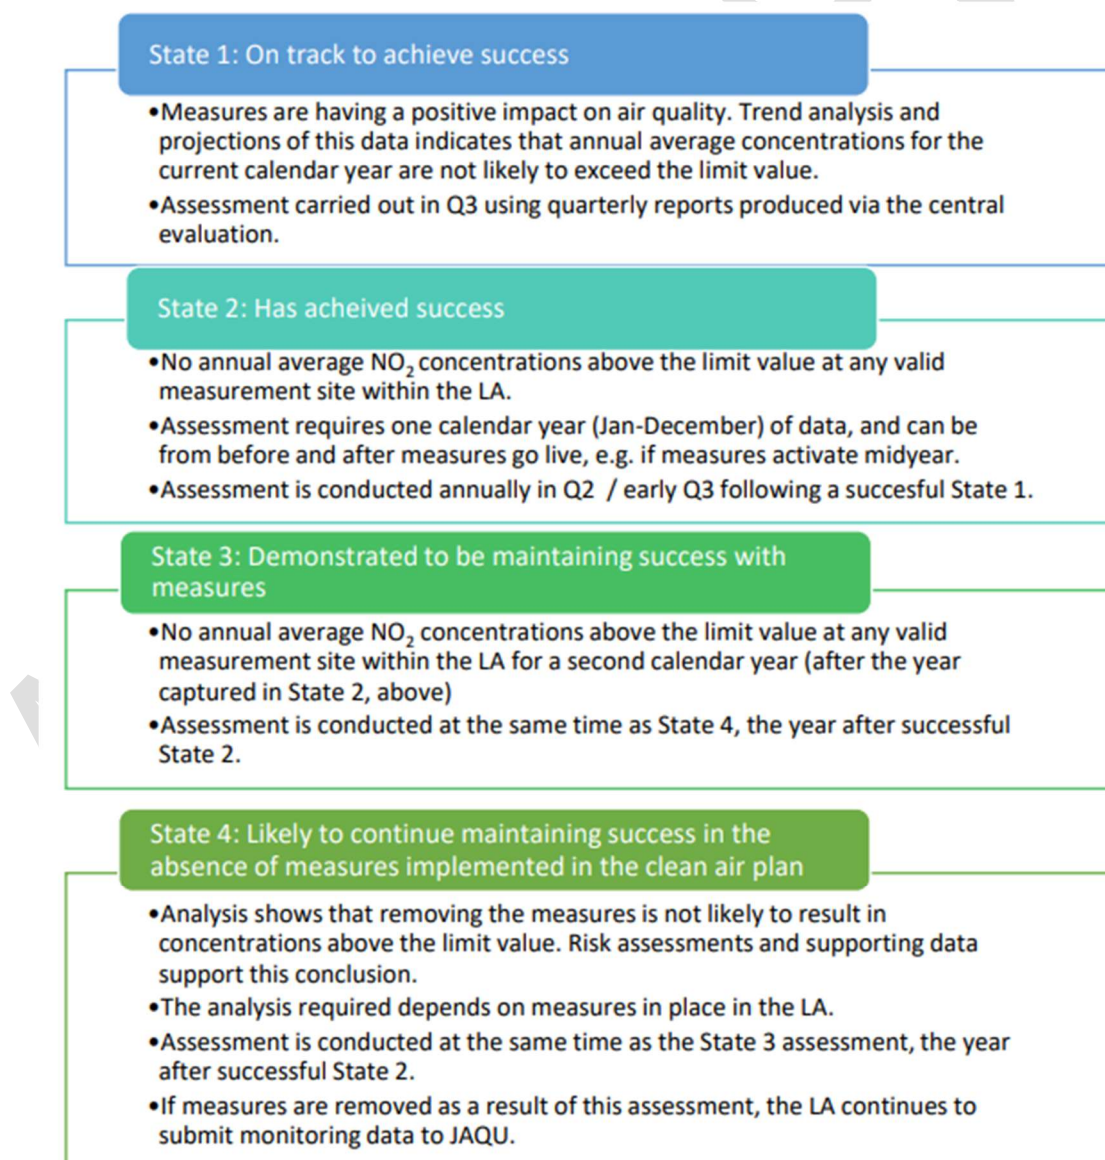 State 1: On track to achieve success
•Measures are having a positive impact on air quality. Trend analysis and
projections of this data indicates that annual average concentrations for the
current calendar year are not likely to exceed the limit value.
•Assessment carried out in Q3 using quarterly reports produced via the central
evaluation.
State 2: Has acheived success
•No annual average NO₂ concentrations above the limit value at any valid
measurement site within the LA.
•Assessment requires one calendar year (Jan-December) of data, and can be
from before and after measures go live, e.g. if measures activate midyear.
•Assessment is conducted annually in Q2 / early Q3 following a succesful State 1.
State 3: Demonstrated to be maintaining success with
measures
•No annual average NO₂ concentrations above the limit value at any valid
measurement site within the LA for a second calendar year (after the year
captured in State 2, above)
•Assessment is conducted at the same time as State 4, the year after successful
State 2.
State 4: Likely to continue maintaining success in the
absence of measures implemented in the clean air plan
•Analysis shows that removing the measures is not likely to result in
concentrations above the limit value. Risk assessments and supporting data
support this conclusion.
•The analysis required depends on measures in place in the LA.
•Assessment is conducted at the same time as the State 3 assessment, the year
after successful State 2.
•If measures are removed as a result of this assessment, the LA continues to
submit monitoring data to JAQU.